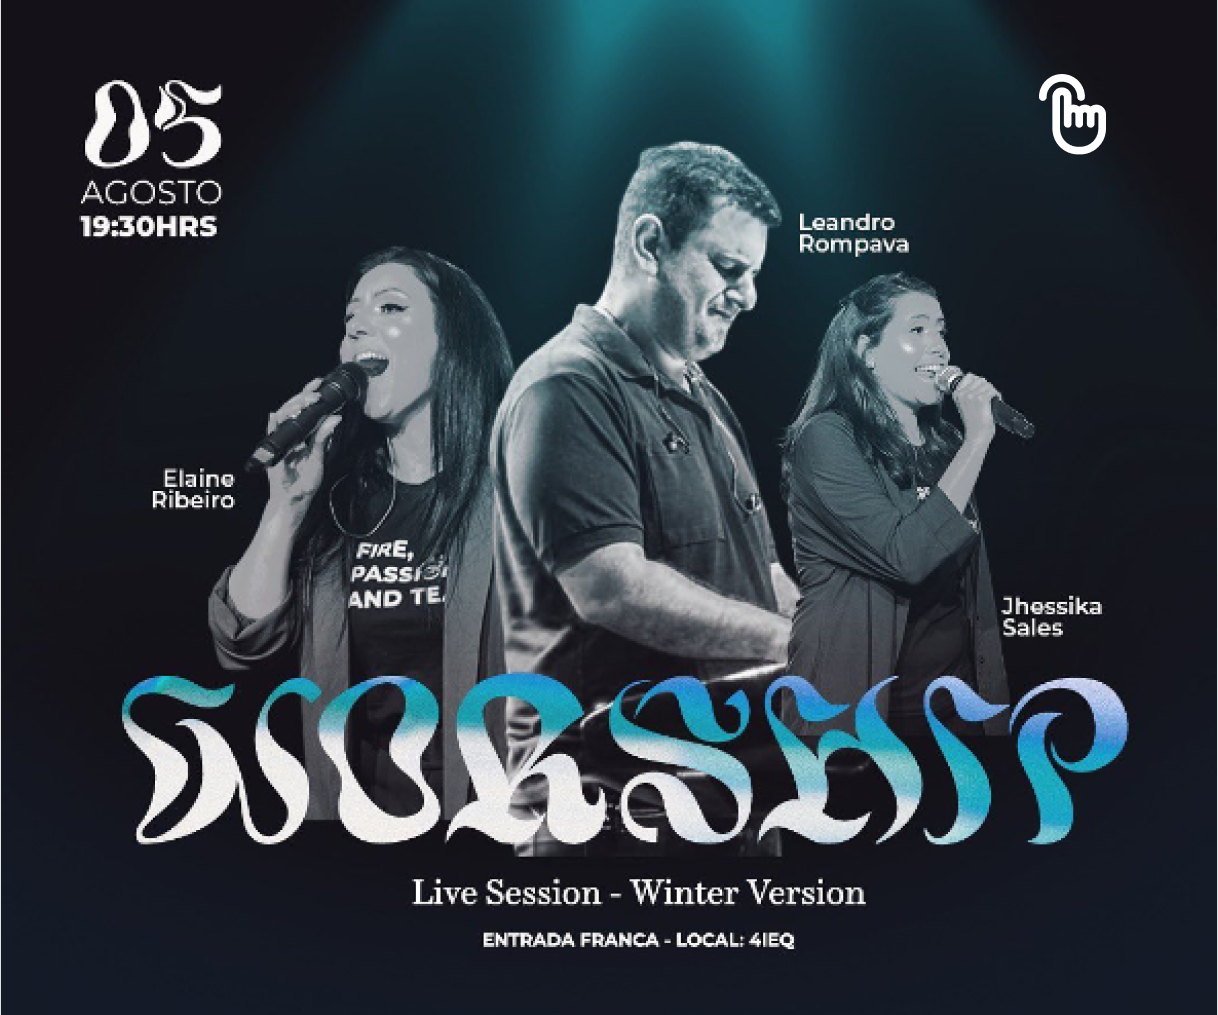 05
AGOSTO
19:30HRS
Leandro
Rompava
Elaine
Ribeiro
FIRE,
AND
Jhessika
Sales
WORSHIP
Live Session - Winter Version
ENTRADA FRANCA - LOCAL: 4IEQ